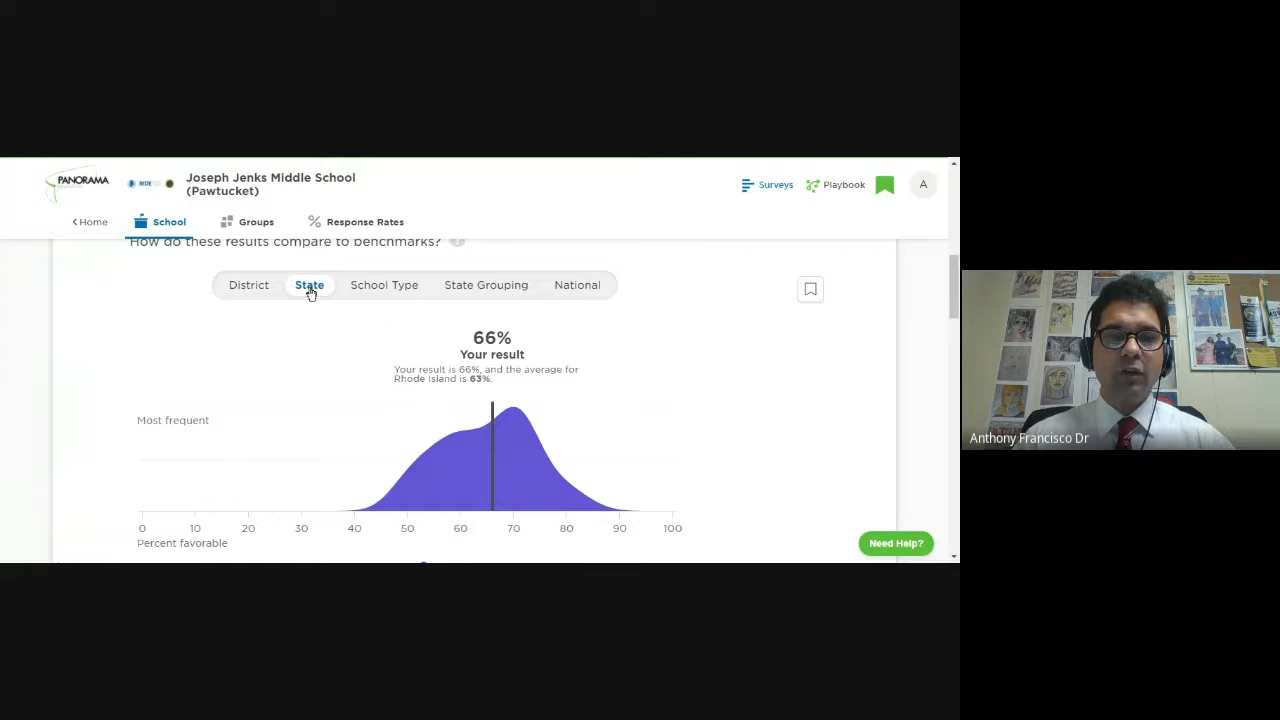 PANORAMA
RIDE
Joseph Jenks Middle School
(Pawtucket)
Surveys
Playbook
A
Home
School
Groups
Response Rates
How do these results compare to benchmarks?
District
State
School Type
State Grouping
National
66%
Your result
Your result is 66%, and the average for
Rhode Island is 63%.
Most frequent
0 10 20 30 40 50 60 70 80 90 100
Percent favorable
Need Help?
Anthony Francisco Dr